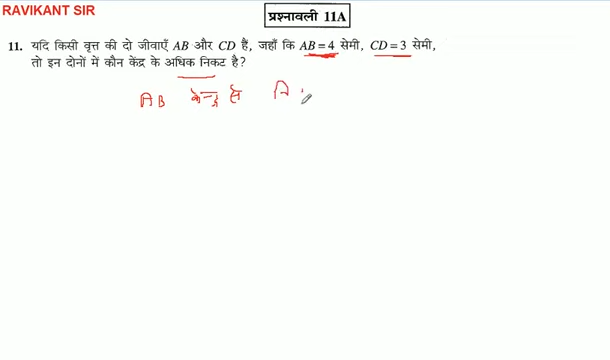 RAVIKANT SIR
प्रश्नावली 11A
11. यदि किसी वृत्त की दो जीवाएँ AB और CD हैं, जहाँ कि AB = 4 सेमी, CD = 3 सेमी,
तो इन दोनों में कौन केंद्र के अधिक निकट है?
AB केन्द्र से नि